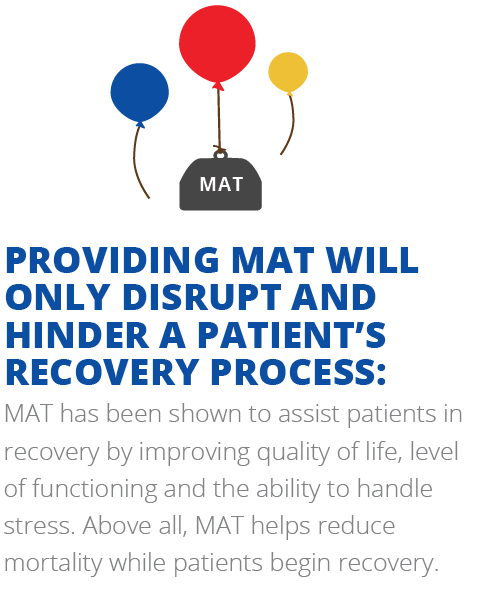 MAT
PROVIDING MAT WILL
ONLY DISRUPT AND
HINDER A PATIENT'S
RECOVERY PROCESS:
MAT has been shown to assist patients in
recovery by improving quality of life, level
of functioning and the ability to handle
stress. Above all, MAT helps reduce
mortality while patients begin recovery.